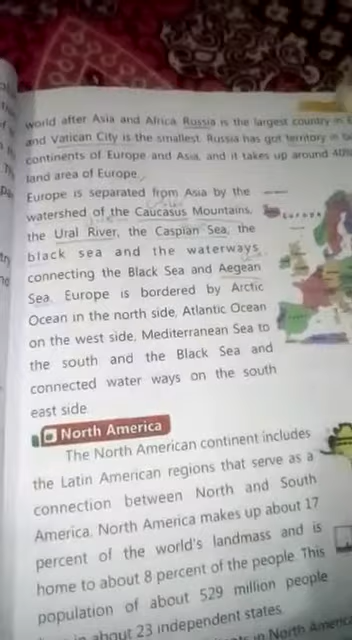 world after Asia and Africa. Russia is the largest country in
and Vatican City is the smallest. Russia has got territory in
continents of Europe and Asia, and it takes up around 40%
land area of Europe.
Europe is separated from Asia by the
watershed of the Caucasus Mountains,
the Ural River, the Caspian Sea, the
black sea and the waterways
connecting the Black Sea and Aegean
Sea. Europe is bordered by Arctic
Ocean in the north side, Atlantic Ocean
on the west side, Mediterranean Sea to
the south and the Black Sea and
connected water ways on the south
east side.
Europe
North America
The North American continent includes
the Latin American regions that serve as a
connection between North and South
America. North America makes up about 17
percent of the world's landmass and is
home to about 8 percent of the people. This
population of about 529 million people
in about 23 independent states.
North America